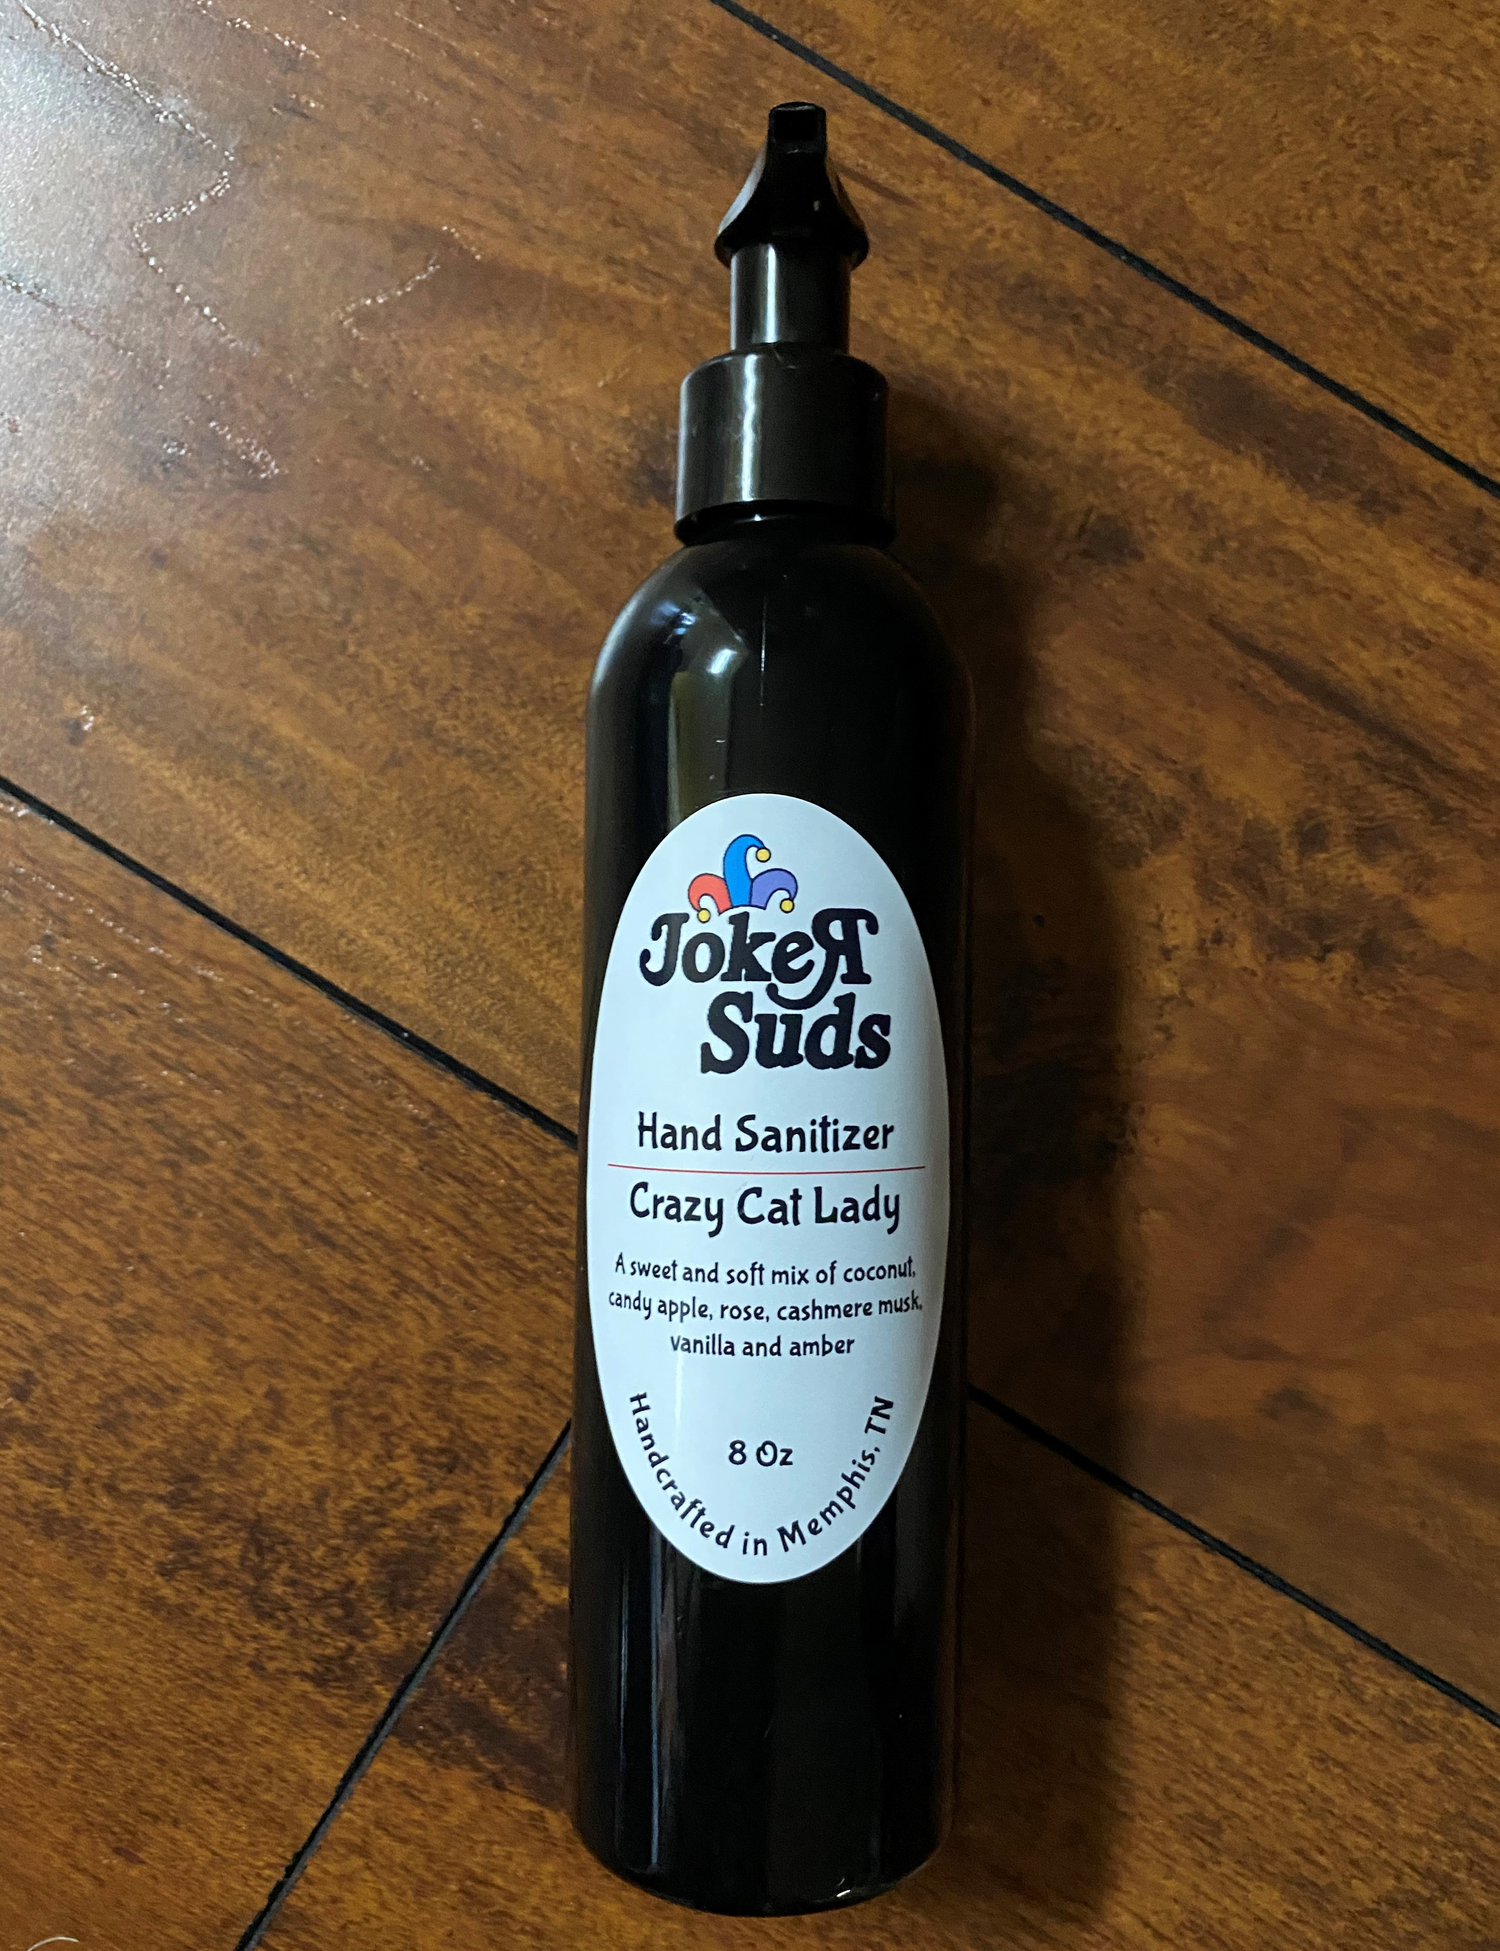 JokeR
Suds
Hand Sanitizer
Crazy Cat Lady
A sweet and soft mix of coconut,
candy apple, rose, cashmere musk,
vanilla and amber
8 Oz
Handcrafted in Memphis, TN